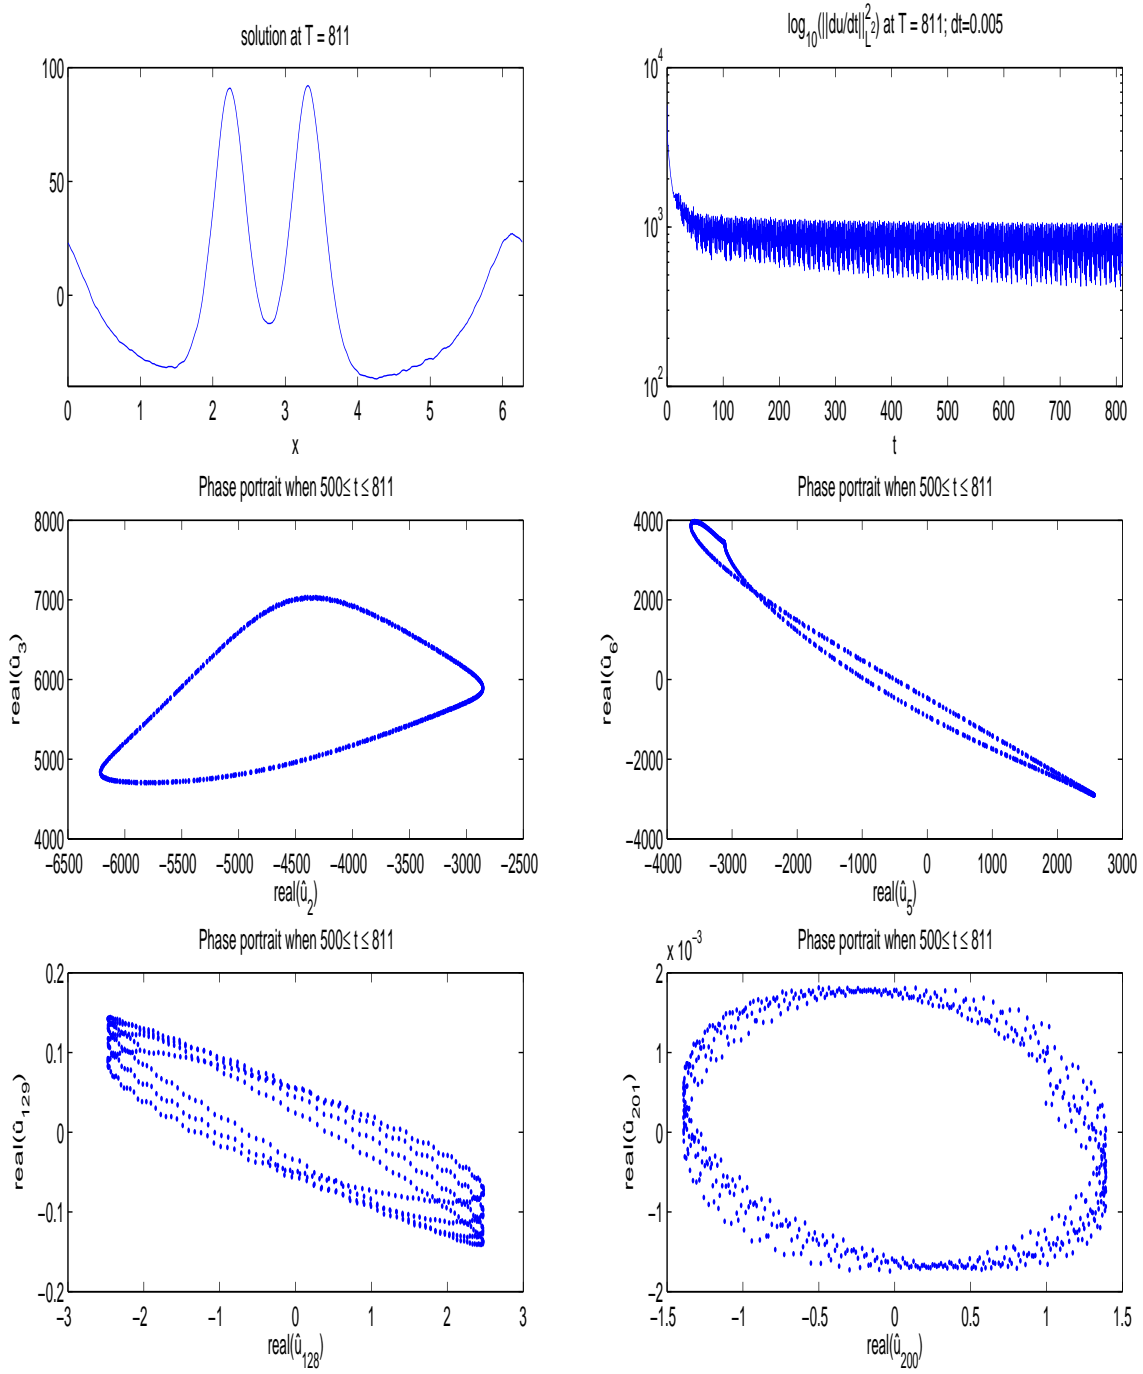 solution at T = 811
100
50
0
0 1 2 3 4 5 6
x
log₁₀(||du/dt||²_L²) at T = 811; dt=0.005
10⁴
10³
10²
0 100 200 300 400 500 600 700 800
t
Phase portrait when 500≤ t ≤ 811
8000
7000
6000
5000
4000
real(û₃)
−6500 −6000 −5500 −5000 −4500 −4000 −3500 −3000 −2500
real(û₂)
Phase portrait when 500≤ t ≤ 811
4000
2000
0
−2000
−4000
real(û₆)
−4000 −3000 −2000 −1000 0 1000 2000 3000
real(û₅)
Phase portrait when 500≤ t ≤ 811
0.2
0.1
0
−0.1
−0.2
real(û₁₂₉)
−3 −2 −1 0 1 2 3
real(û₁₂₈)
x 10⁻³
Phase portrait when 500≤ t ≤ 811
2
1
0
−1
−2
real(û₂₀₁)
−1.5 −1 −0.5 0 0.5 1 1.5
real(û₂₀₀)